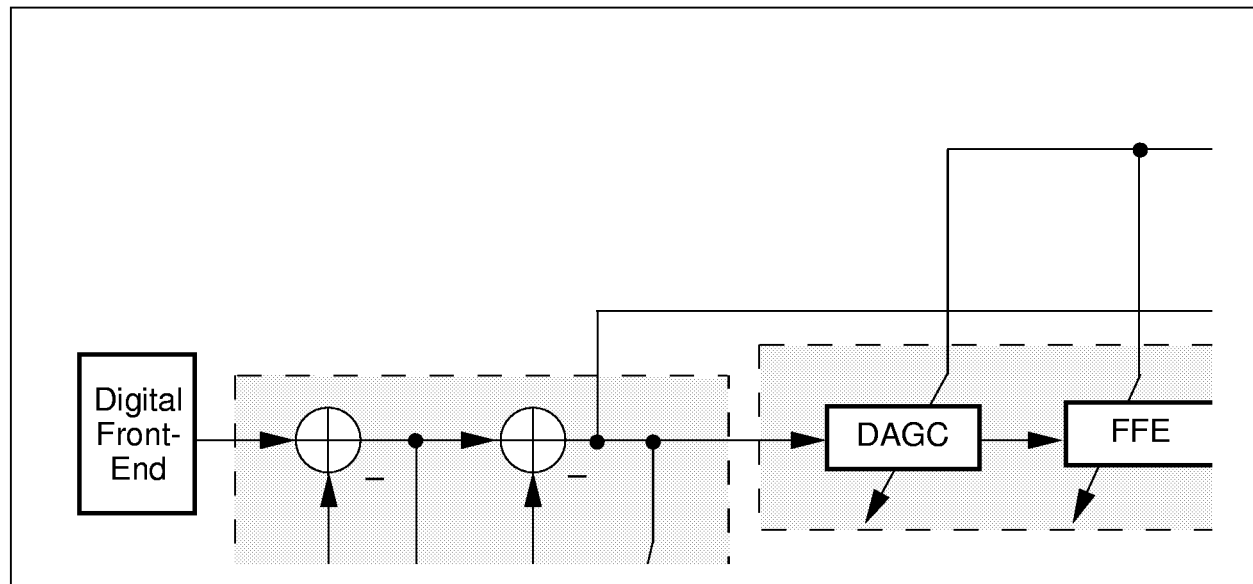 Digital
Front-
End
DAGC
FFE
–
–